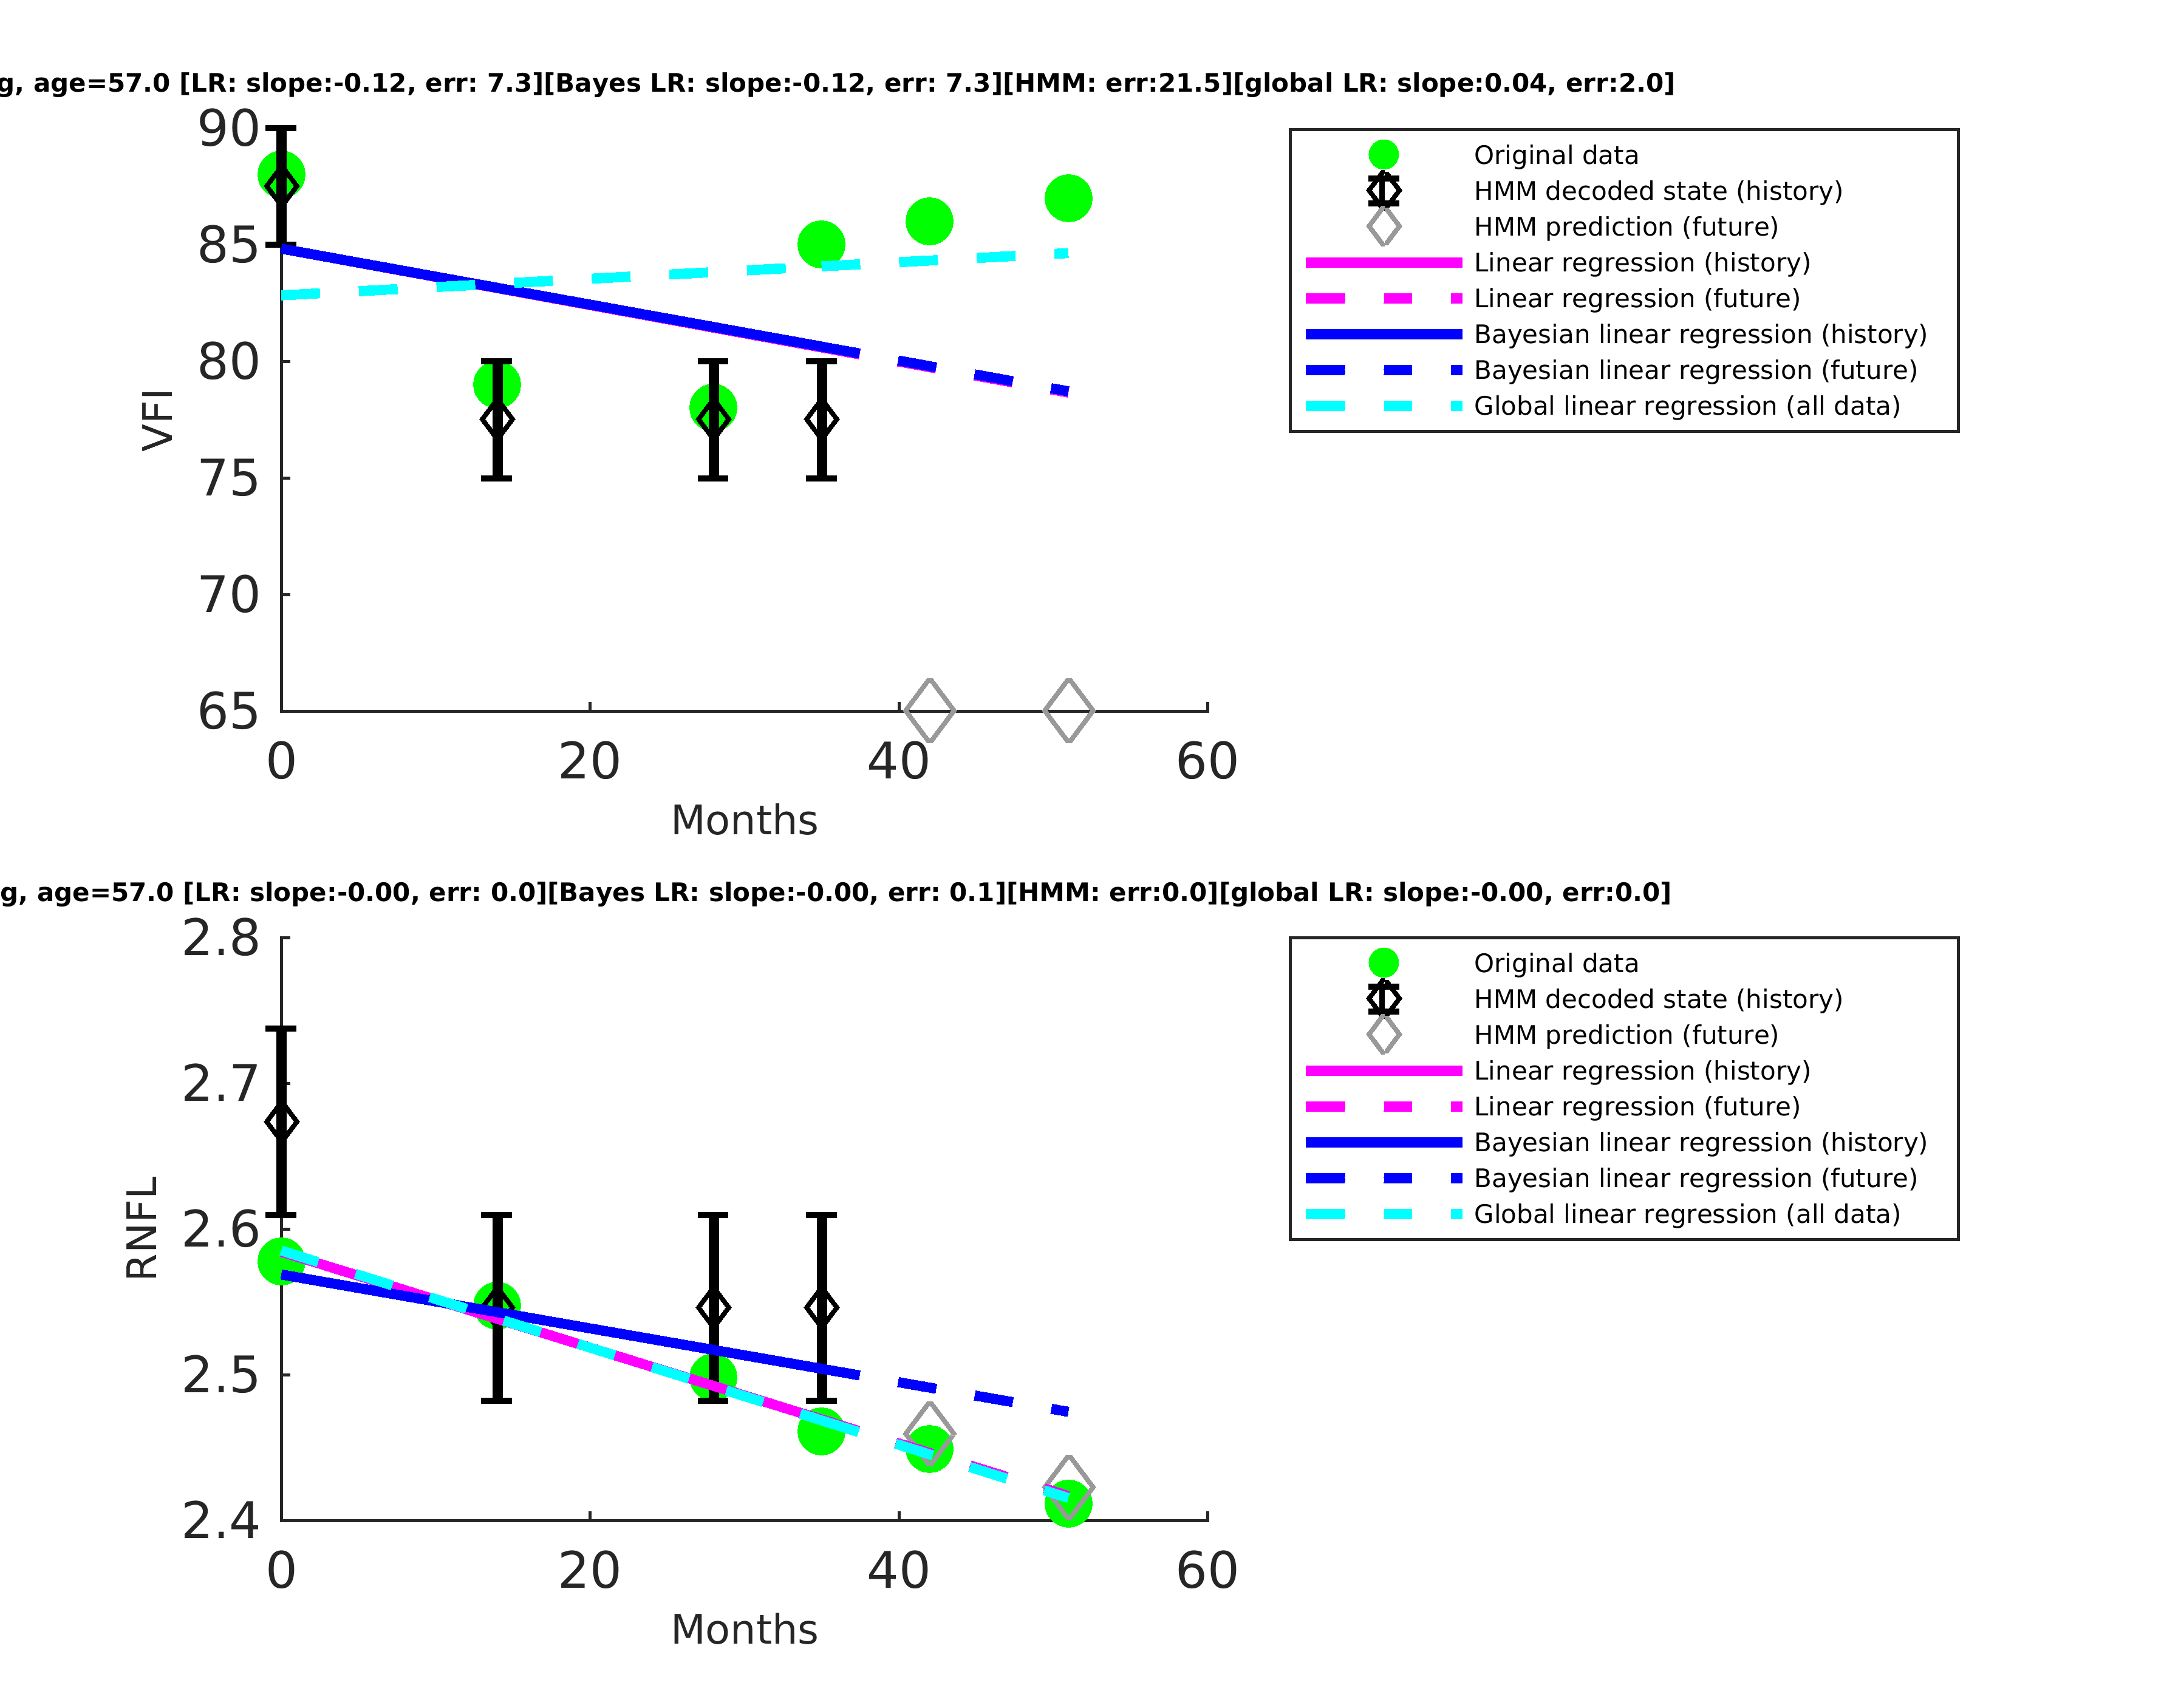 g, age=57.0 [LR: slope:-0.12, err: 7.3][Bayes LR: slope:-0.12, err: 7.3][HMM: err:21.5][global LR: slope:0.04, err:2.0]
90
85
80
75
70
65
VFI
0 20 40 60
Months
Original data
HMM decoded state (history)
HMM prediction (future)
Linear regression (history)
Linear regression (future)
Bayesian linear regression (history)
Bayesian linear regression (future)
Global linear regression (all data)
g, age=57.0 [LR: slope:-0.00, err: 0.0][Bayes LR: slope:-0.00, err: 0.1][HMM: err:0.0][global LR: slope:-0.00, err:0.0]
2.8
2.7
2.6
2.5
2.4
RNFL
0 20 40 60
Months
Original data
HMM decoded state (history)
HMM prediction (future)
Linear regression (history)
Linear regression (future)
Bayesian linear regression (history)
Bayesian linear regression (future)
Global linear regression (all data)